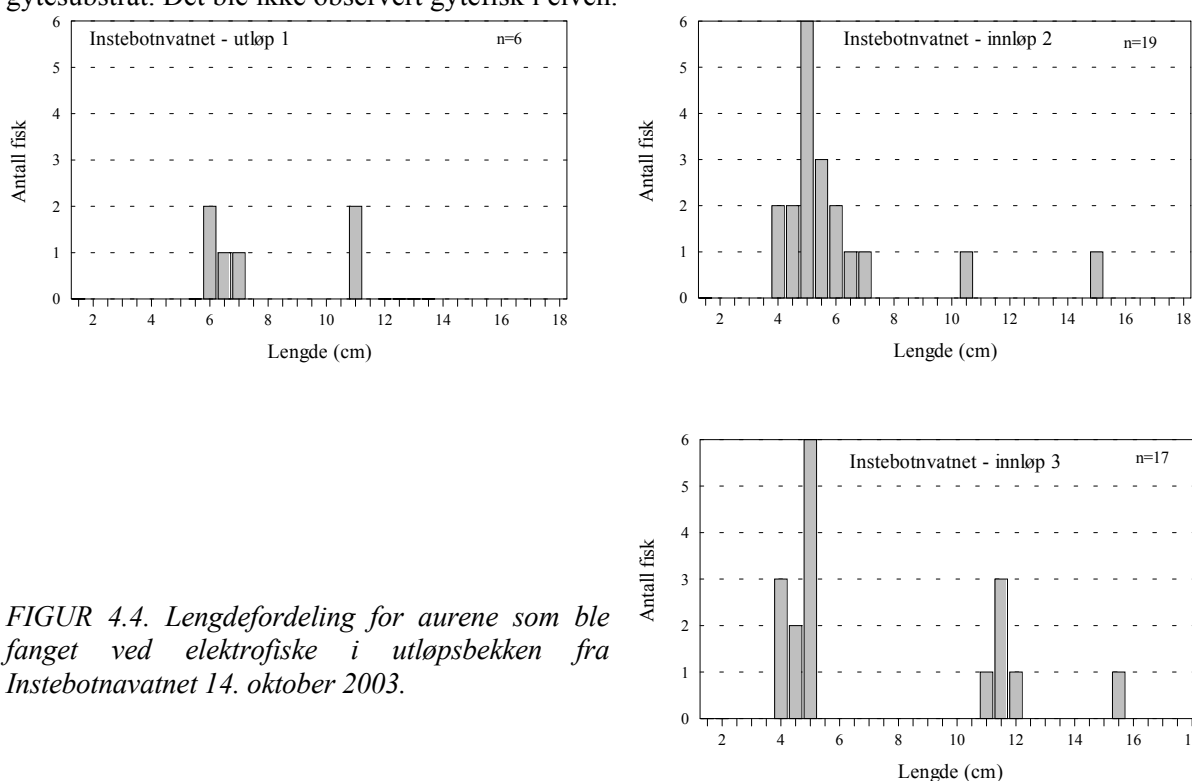 gytesubstrat. Det ble ikke observert gytefisk i elven.
Instebotnvatnet - utløp 1
n=6
6
5
4
3
2
1
0
Antall fisk
2 4 6 8 10 12 14 16 18
Lengde (cm)
Instebotnvatnet - innløp 2
n=19
6
5
4
3
2
1
0
Antall fisk
2 4 6 8 10 12 14 16 18
Lengde (cm)
Instebotnvatnet - innløp 3
n=17
6
5
4
3
2
1
0
Antall fisk
2 4 6 8 10 12 14 16
Lengde (cm)
FIGUR 4.4. Lengdefordeling for aurene som ble
fanget ved elektrofiske i utløpsbekken fra
Instebotnavatnet 14. oktober 2003.